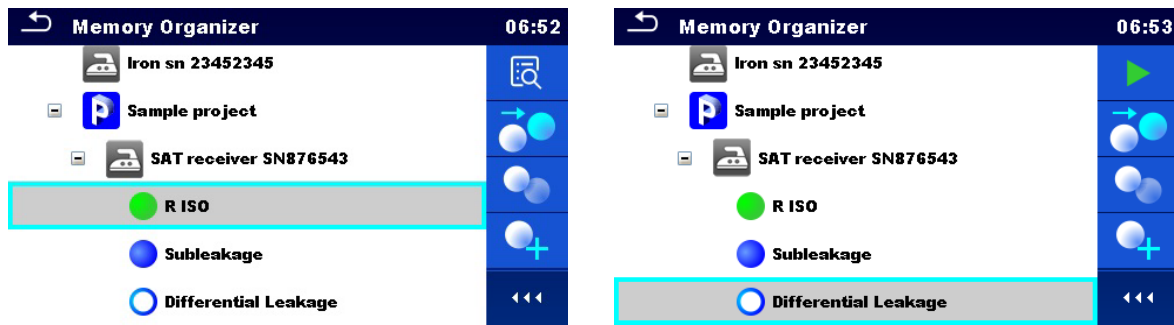 Memory Organizer 06:52
Iron sn 23452345
Sample project
SAT receiver SN876543
R ISO
Subleakage
Differential Leakage
Memory Organizer 06:53
Iron sn 23452345
Sample project
SAT receiver SN876543
R ISO
Subleakage
Differential Leakage